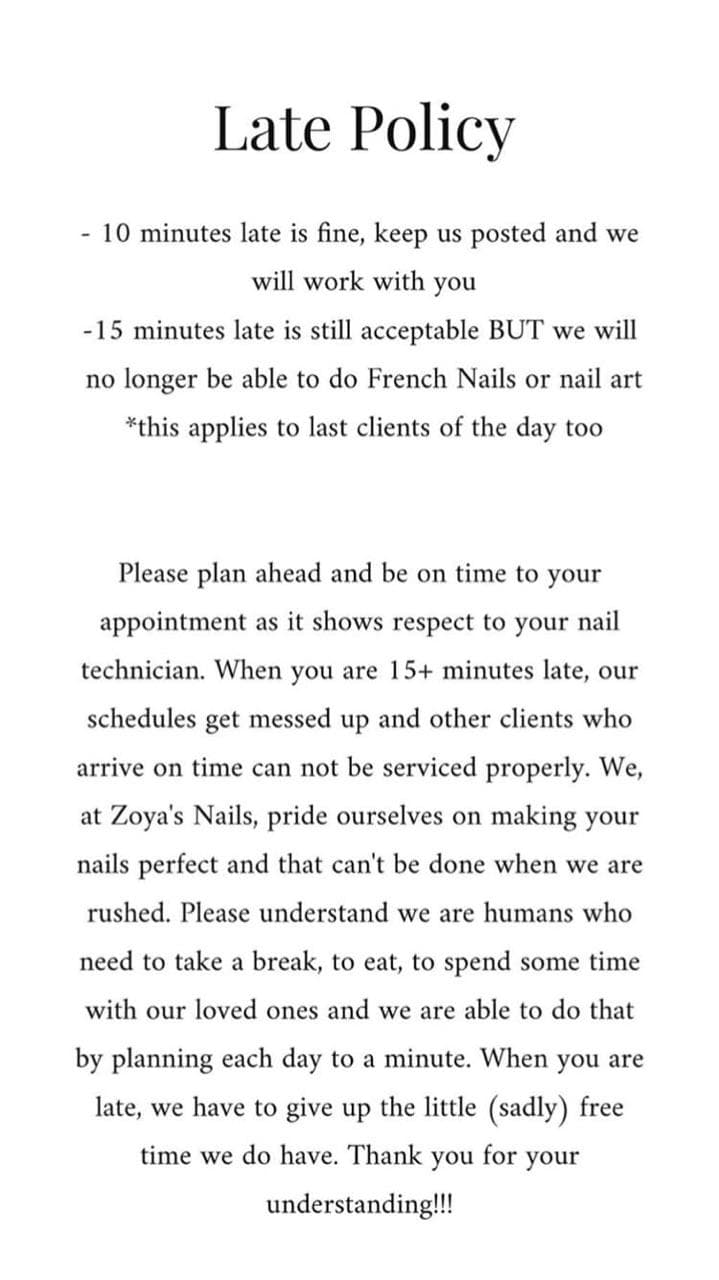 Late Policy
- 10 minutes late is fine, keep us posted and we
will work with you
-15 minutes late is still acceptable BUT we will
no longer be able to do French Nails or nail art
*this applies to last clients of the day too
Please plan ahead and be on time to your
appointment as it shows respect to your nail
technician. When you are 15+ minutes late, our
schedules get messed up and other clients who
arrive on time can not be serviced properly. We,
at Zoya's Nails, pride ourselves on making your
nails perfect and that can't be done when we are
rushed. Please understand we are humans who
need to take a break, to eat, to spend some time
with our loved ones and we are able to do that
by planning each day to a minute. When you are
late, we have to give up the little (sadly) free
time we do have. Thank you for your
understanding!!!